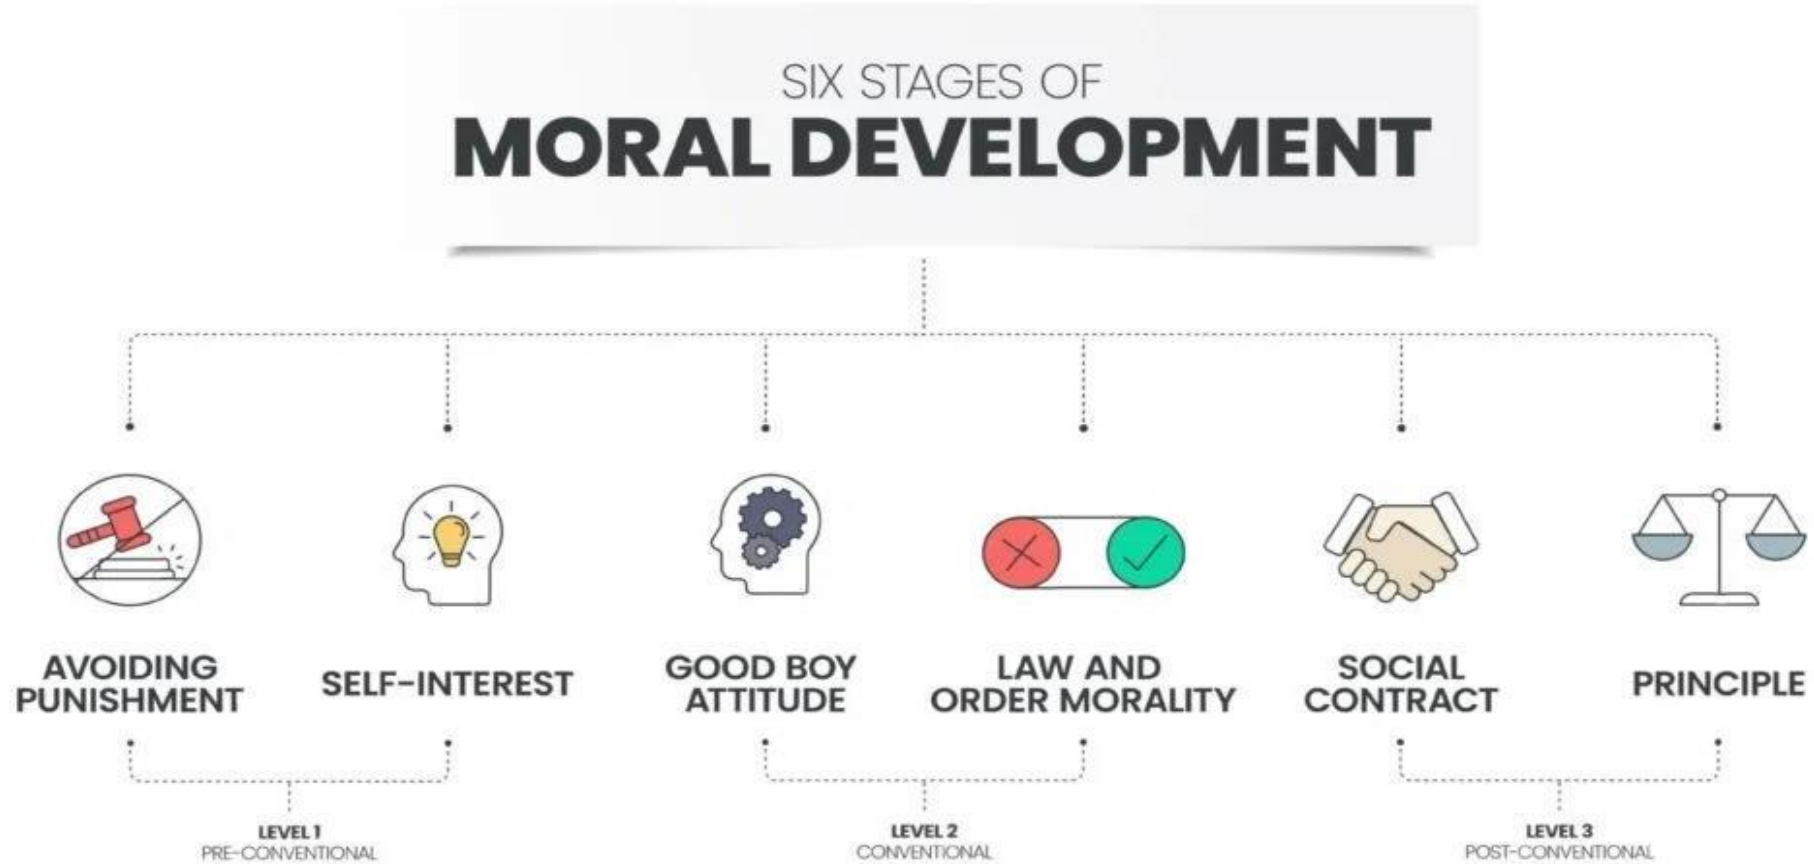 SIX STAGES OF
MORAL DEVELOPMENT
AVOIDING
PUNISHMENT
SELF-INTEREST
GOOD BOY
ATTITUDE
LAW AND
ORDER MORALITY
SOCIAL
CONTRACT
PRINCIPLE
LEVEL 1
PRE-CONVENTIONAL
LEVEL 2
CONVENTIONAL
LEVEL 3
POST-CONVENTIONAL